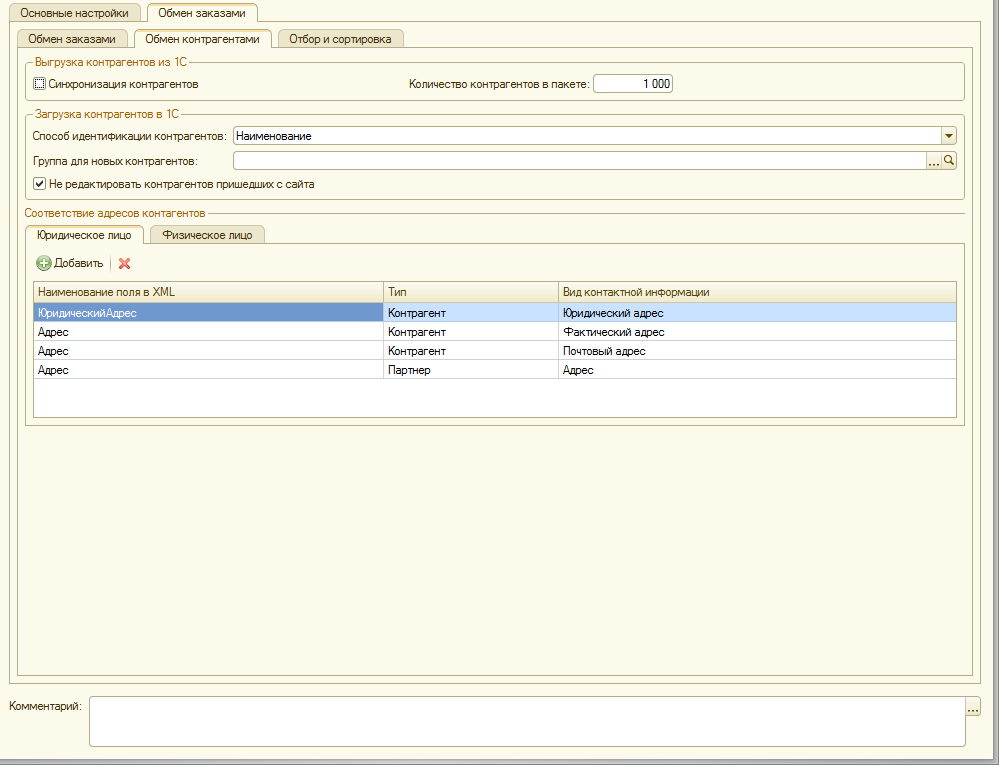 Основные настройки Обмен заказами
Обмен заказами Обмен контрагентами Отбор и сортировка
Выгрузка контрагентов из 1С
Синхронизация контрагентов Количество контрагентов в пакете: 1 000
Загрузка контрагентов в 1С
Способ идентификации контрагентов: Наименование
Группа для новых контрагентов: ...
Не редактировать контрагентов пришедших с сайта
Соответствие адресов контагентов
Юридическое лицо Физическое лицо
Добавить
Наименование поля в XML Тип Вид контактной информации
ЮридическийАдрес Контрагент Юридический адрес
Адрес Контрагент Фактический адрес
Адрес Контрагент Почтовый адрес
Адрес Партнер Адрес
Комментарий: ...